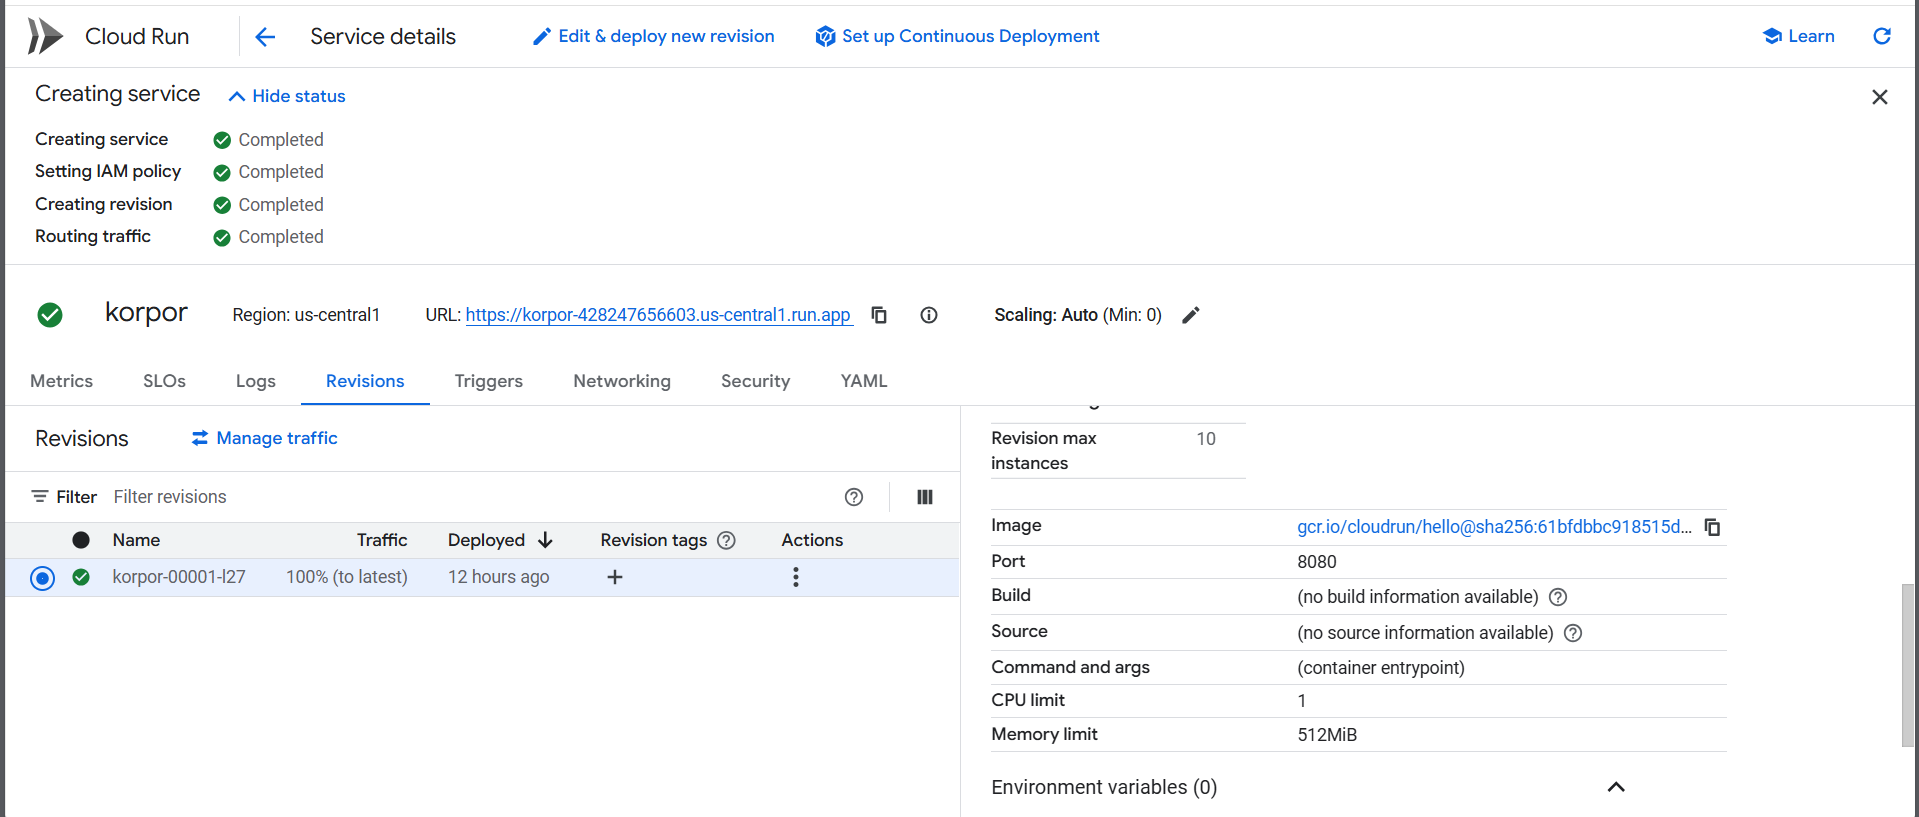 Cloud Run Service details Edit & deploy new revision Set up Continuous Deployment Learn
Creating service Hide status
Creating service Completed
Setting IAM policy Completed
Creating revision Completed
Routing traffic Completed
korpor Region: us-central1 URL: https://korpor-428247656603.us-central1.run.app Scaling: Auto (Min: 0)
Metrics SLOs Logs Revisions Triggers Networking Security YAML
Revisions Manage traffic
Filter Filter revisions
Name Traffic Deployed Revision tags Actions
korpor-00001-l27 100% (to latest) 12 hours ago
Revision max 10
instances
Image gcr.io/cloudrun/hello@sha256:61bfdbbc918515d...
Port 8080
Build (no build information available)
Source (no source information available)
Command and args (container entrypoint)
CPU limit 1
Memory limit 512MiB
Environment variables (0)